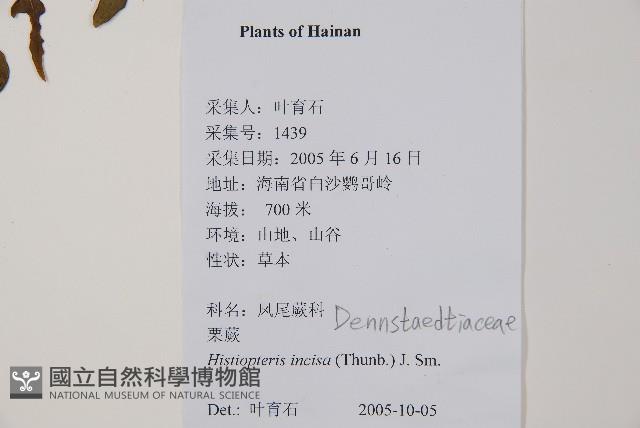 Plants of Hainan
采集人：叶育石
采集号：1439
采集日期：2005 年 6 月 16 日
地址：海南省白沙鹦哥岭
海拔： 700 米
环境：山地、山谷
性状：草本
科名：凤尾蕨科 Dennstaedtiaceae
栗蕨
Histiopteris incisa (Thunb.) J. Sm.
國立自然科學博物館
NATIONAL MUSEUM OF NATURAL SCIENCE
Det.: 叶育石 2005-10-05